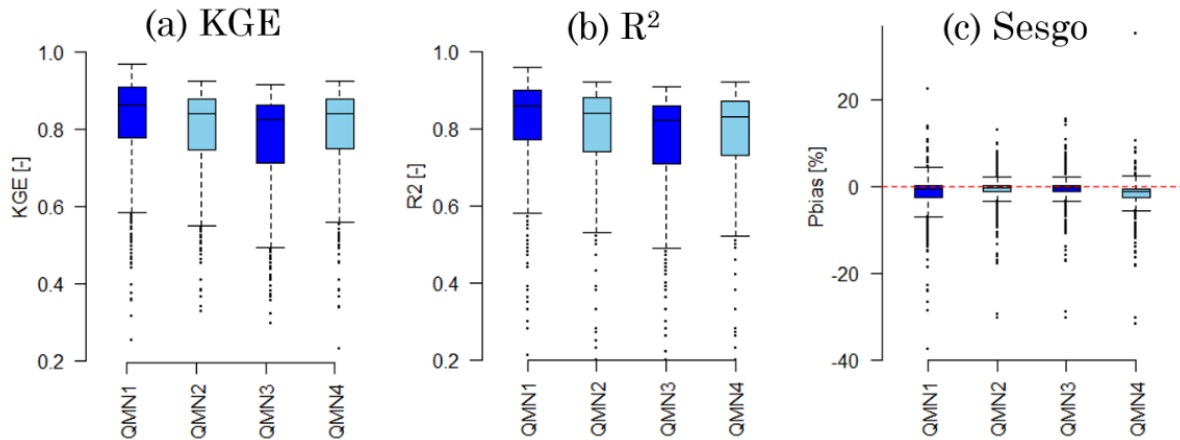 (a) KGE
KGE [-]
1.0
0.8
0.6
0.4
0.2
QMN1
QMN2
QMN3
QMN4
(b) R²
R2 [-]
1.0
0.8
0.6
0.4
0.2
QMN1
QMN2
QMN3
QMN4
(c) Sesgo
Pbias [%]
20
0
-20
-40
QMN1
QMN2
QMN3
QMN4